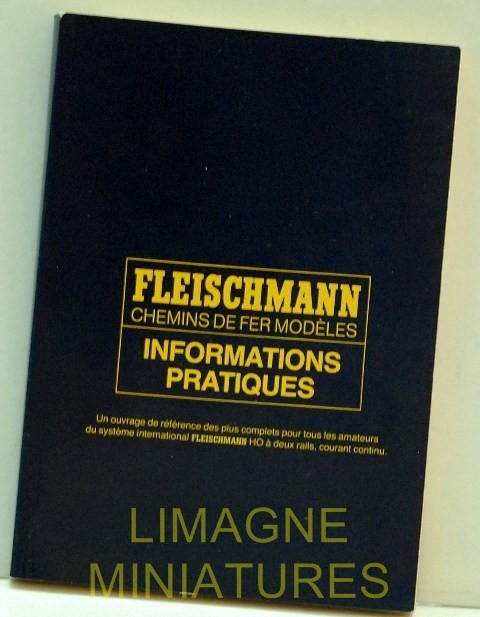 FLEISCHMANN
CHEMINS DE FER MODÈLES
INFORMATIONS
PRATIQUES
Un ouvrage de référence des plus complets pour tous les amateurs
du système international FLEISCHMANN HO à deux rails, courant continu.
LIMAGNE
MINIATURES